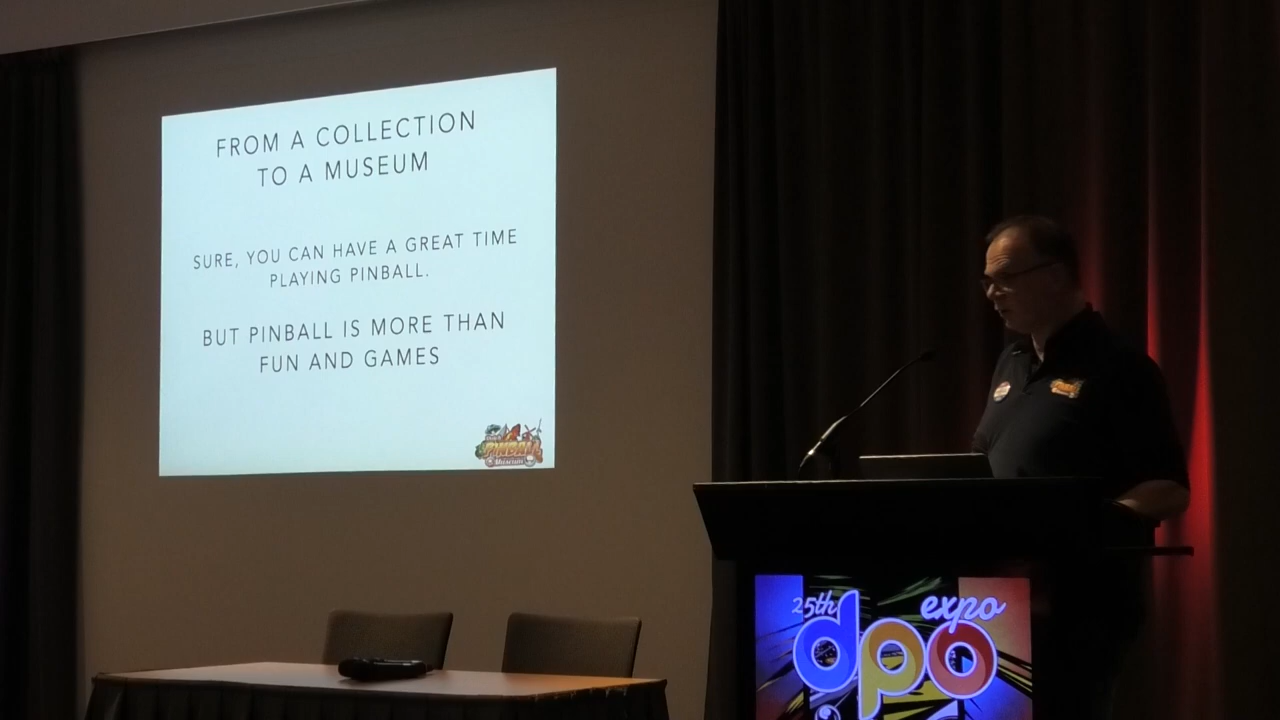 FROM A COLLECTION
TO A MUSEUM
SURE, YOU CAN HAVE A GREAT TIME
PLAYING PINBALL.
BUT PINBALL IS MORE THAN
FUN AND GAMES
PINBALL
MUSEUM
25th
expo
dpo